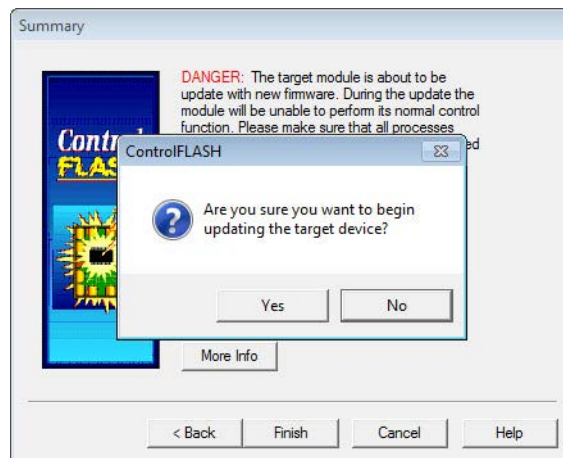 Summary
DANGER: The target module is about to be
update with new firmware. During the update the
module will be unable to perform its normal control
function. Please make sure that all processes
ControlFLASH
Are you sure you want to begin
updating the target device?
Yes No
More Info
< Back Finish Cancel Help